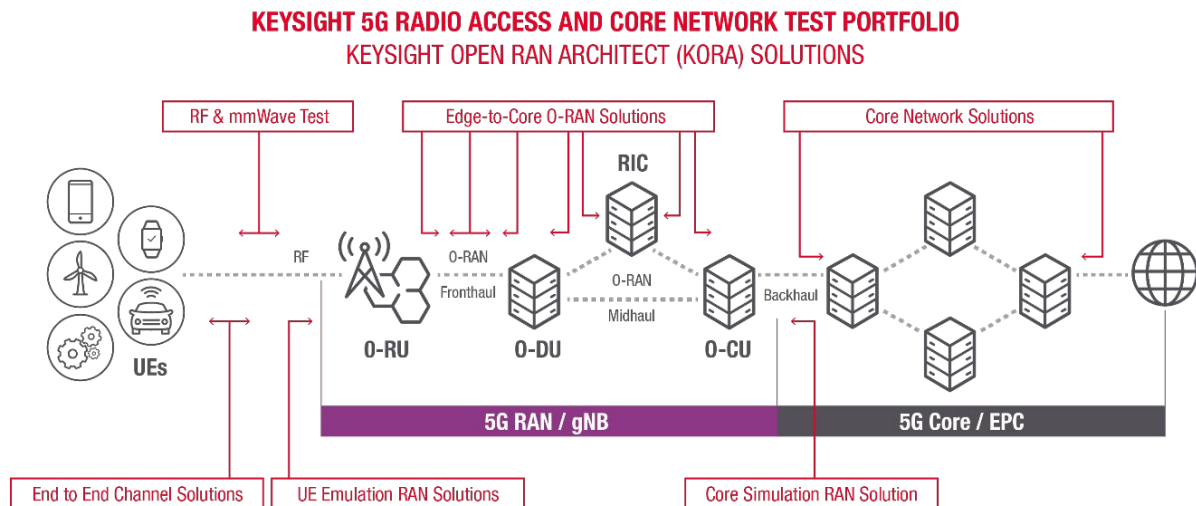 KEYSIGHT 5G RADIO ACCESS AND CORE NETWORK TEST PORTFOLIO
KEYSIGHT OPEN RAN ARCHITECT (KORA) SOLUTIONS
RF & mmWave Test
Edge-to-Core O-RAN Solutions
Core Network Solutions
RIC
RF
O-RAN
Fronthaul
O-RAN
Midhaul
Backhaul
UEs
O-RU
O-DU
O-CU
5G RAN / gNB
5G Core / EPC
End to End Channel Solutions
UE Emulation RAN Solutions
Core Simulation RAN Solution